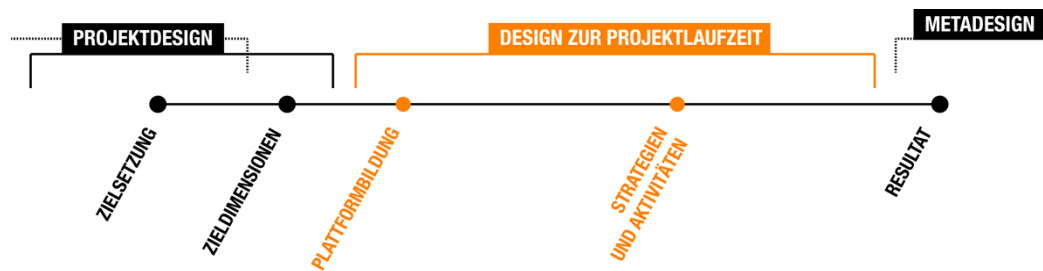 PROJEKTDESIGN
DESIGN ZUR PROJEKTLAUFZEIT
METADESIGN
ZIELSETZUNG
ZIELDIMENSIONEN
PLATTFORMBILDUNG
STRATEGIEN
UND AKTIVITÄTEN
RESULTAT